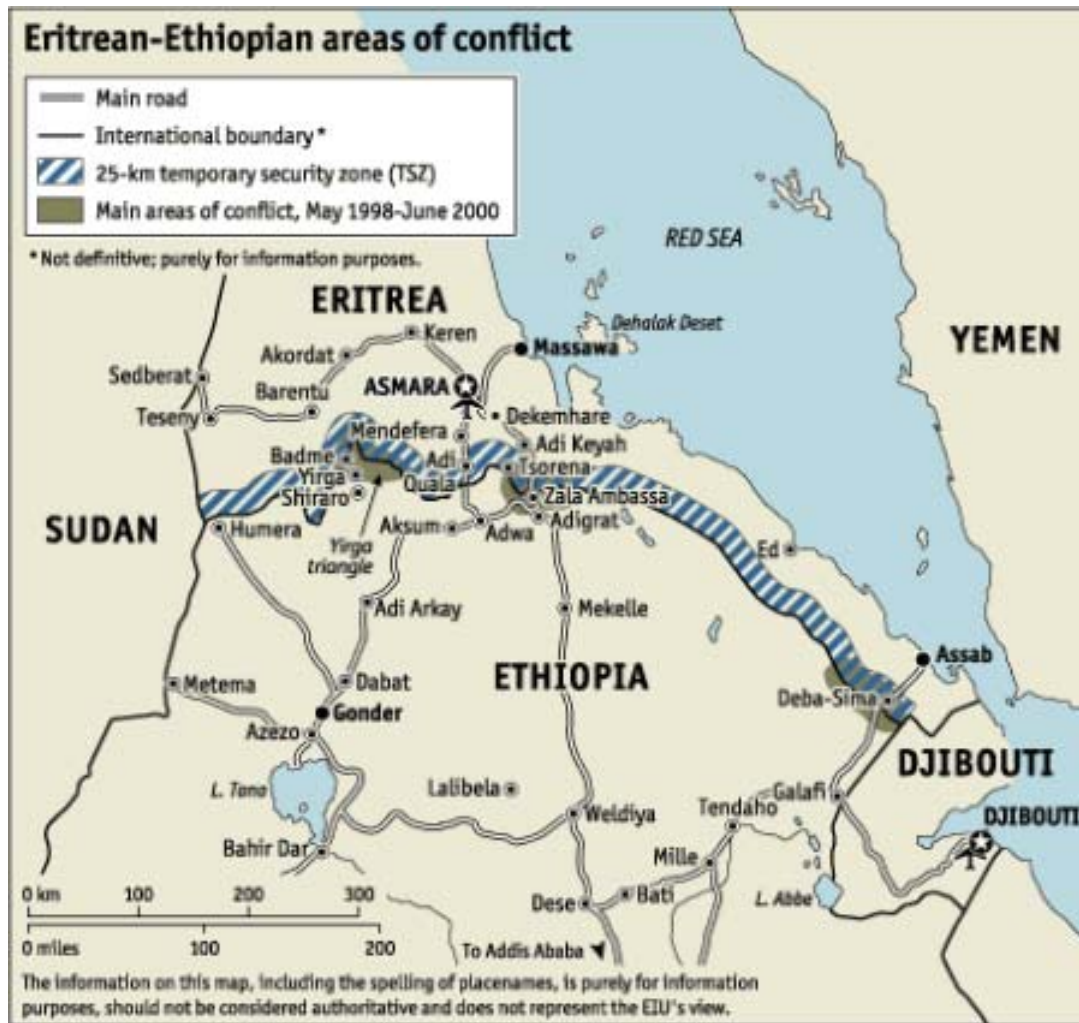 Eritrean-Ethiopian areas of conflict
Main road
International boundary *
25-km temporary security zone (TSZ)
Main areas of conflict, May 1998-June 2000
* Not definitive; purely for information purposes.
RED SEA
ERITREA
Dehalak Deset
Keren
Massawa
YEMEN
Akordat
Sedberat
ASMARA
Barentu
Teseny
Dekemhare
Mendefera
Adi Keyah
Badme
Adi
Quala
Tsorena
Yirga
Shiraro
Zala Ambassa
SUDAN
Humera
Aksum
Adwa
Adigrat
Yirga
triangle
Ed
Adi Arkay
Mekelle
Assab
ETHIOPIA
Metema
Dabat
Deba-Sima
Gonder
Azezo
DJIBOUTI
L. Tana
Lalibela
Galafi
Tendaho
Weldiya
DJIBOUTI
Bahir Dar
Mille
Bati
L. Abbe
Dese
0 km
100
200
300
0 miles
100
200
To Addis Ababa
The information on this map, including the spelling of placenames, is purely for information
purposes, should not be considered authoritative and does not represent the EIU's view.